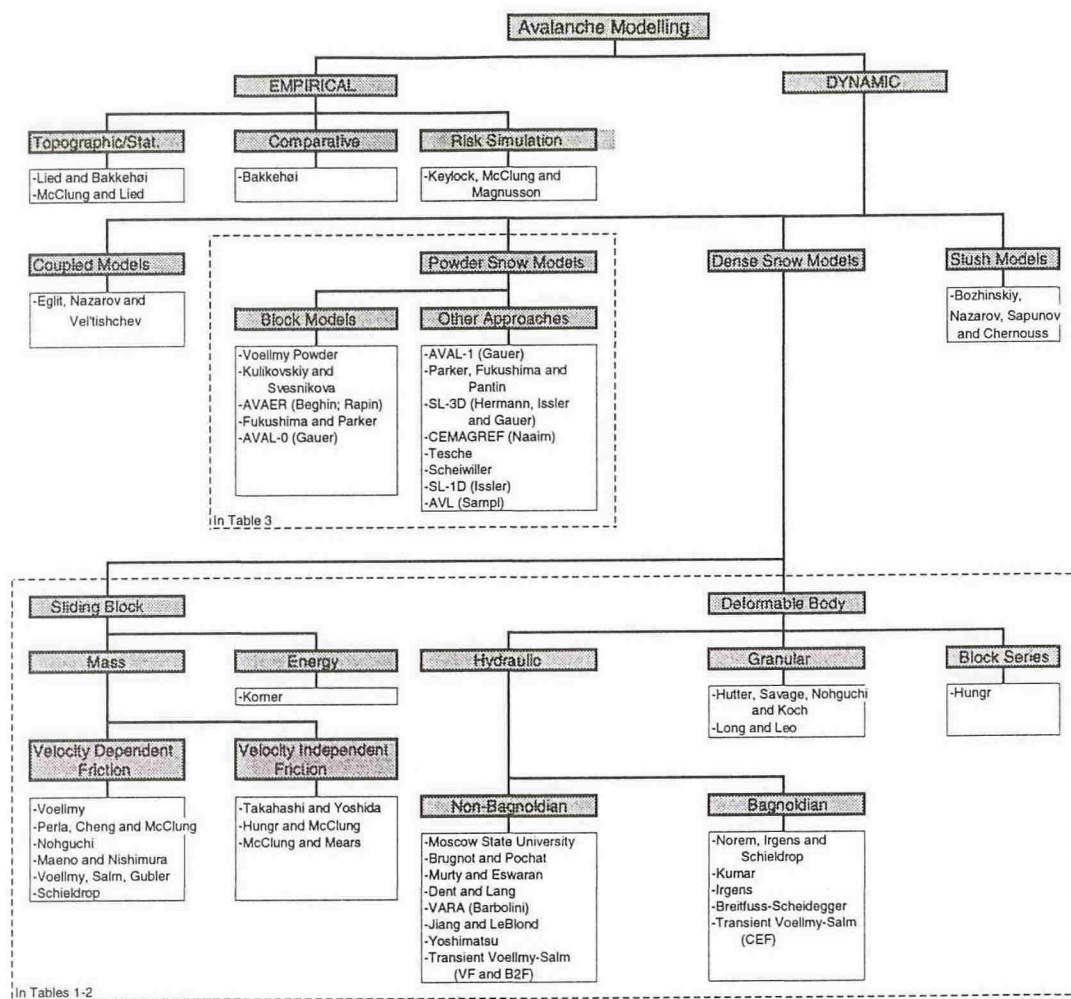 Avalanche Modelling
EMPIRICAL
DYNAMIC
Topographic/Stat.
-Lied and Bakkehøi
-McClung and Lied
Comparative
-Bakkehøi
Risk Simulation
-Keylock, McClung and
Magnusson
Coupled Models
-Eglit, Nazarov and
Vel'tishchev
Powder Snow Models
Block Models
-Voellmy Powder
-Kulikovskiy and
Svesnikova
-AVAER (Beghin; Rapin)
-Fukushima and Parker
-AVAL-0 (Gauer)
Other Approaches
-AVAL-1 (Gauer)
-Parker, Fukushima and
Pantin
-SL-3D (Hermann, Issler
and Gauer)
-CEMAGREF (Naaim)
-Tesche
-Scheiwiller
-SL-1D (Issler)
-AVL (Sampl)
In Table 3
Dense Snow Models
Slush Models
-Bozhinskiy,
Nazarov, Sapunov
and Chernouss
Sliding Block
Mass
Energy
-Korner
Velocity Dependent
Friction
-Voellmy
-Perla, Cheng and McClung
-Nohguchi
-Maeno and Nishimura
-Voellmy, Salm, Gubler
-Schieldrop
Velocity Independent
Friction
-Takahashi and Yoshida
-Hungr and McClung
-McClung and Mears
Deformable Body
Hydraulic
Granular
-Hutter, Savage, Nohguchi
and Koch
-Long and Leo
Block Series
-Hungr
Non-Bagnoldian
-Moscow State University
-Brugnot and Pochat
-Murty and Eswaran
-Dent and Lang
-VARA (Barbolini)
-Jiang and LeBlond
-Yoshimatsu
-Transient Voellmy-Salm
(VF and B2F)
Bagnoldian
-Norem, Irgens and
Schieldrop
-Kumar
-Irgens
-Breitfuss-Scheidegger
-Transient Voellmy-Salm
(CEF)
In Tables 1-2